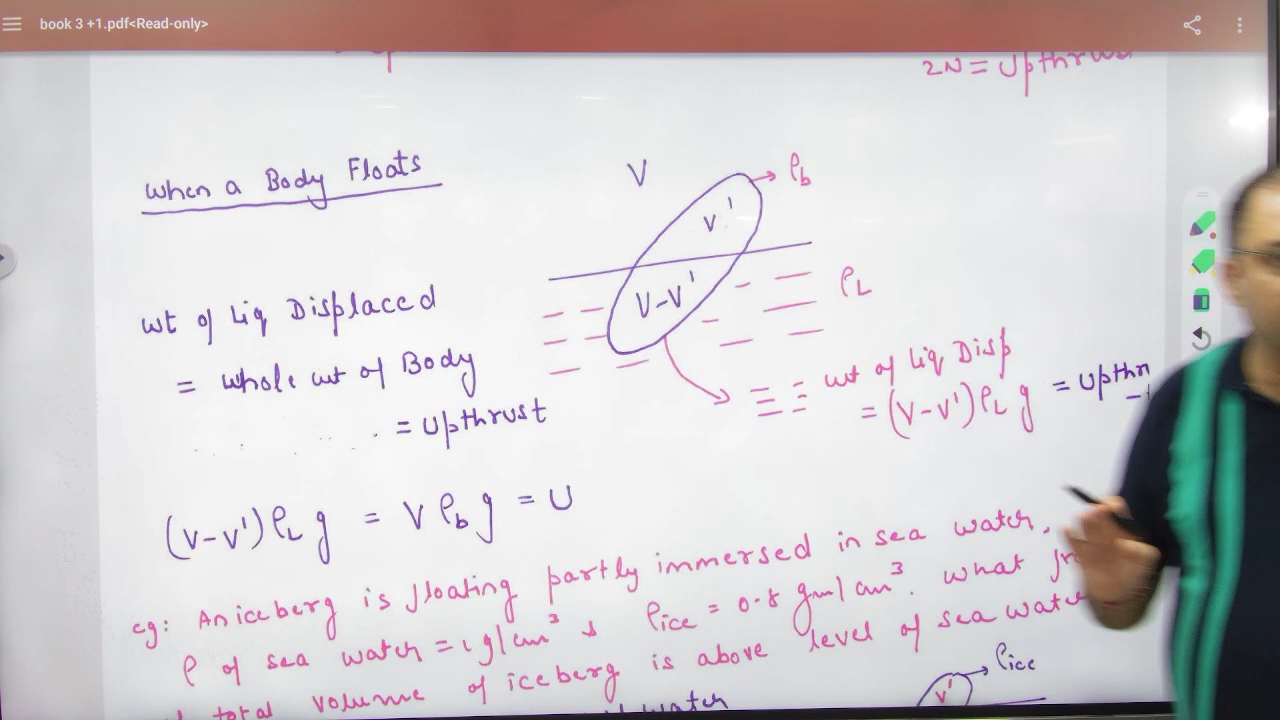 book 3 +1.pdf<Read-only>
2N = Upthrust
When a Body Floats
V
ρb
V'
V-V'
ρL
wt of Liq Displaced
= whole wt of Body
= Upthrust
wt of Liq Disp
= (V-V')ρL g = Upthr
(V-V')ρL g = Vρb g = U
eg: An iceberg is floating partly immersed in sea water.
ρ of sea water = 1 g/cm³ & ρice = 0.8 gm/cm³. what
total volume of iceberg is above level of sea water
water
ρice
V'